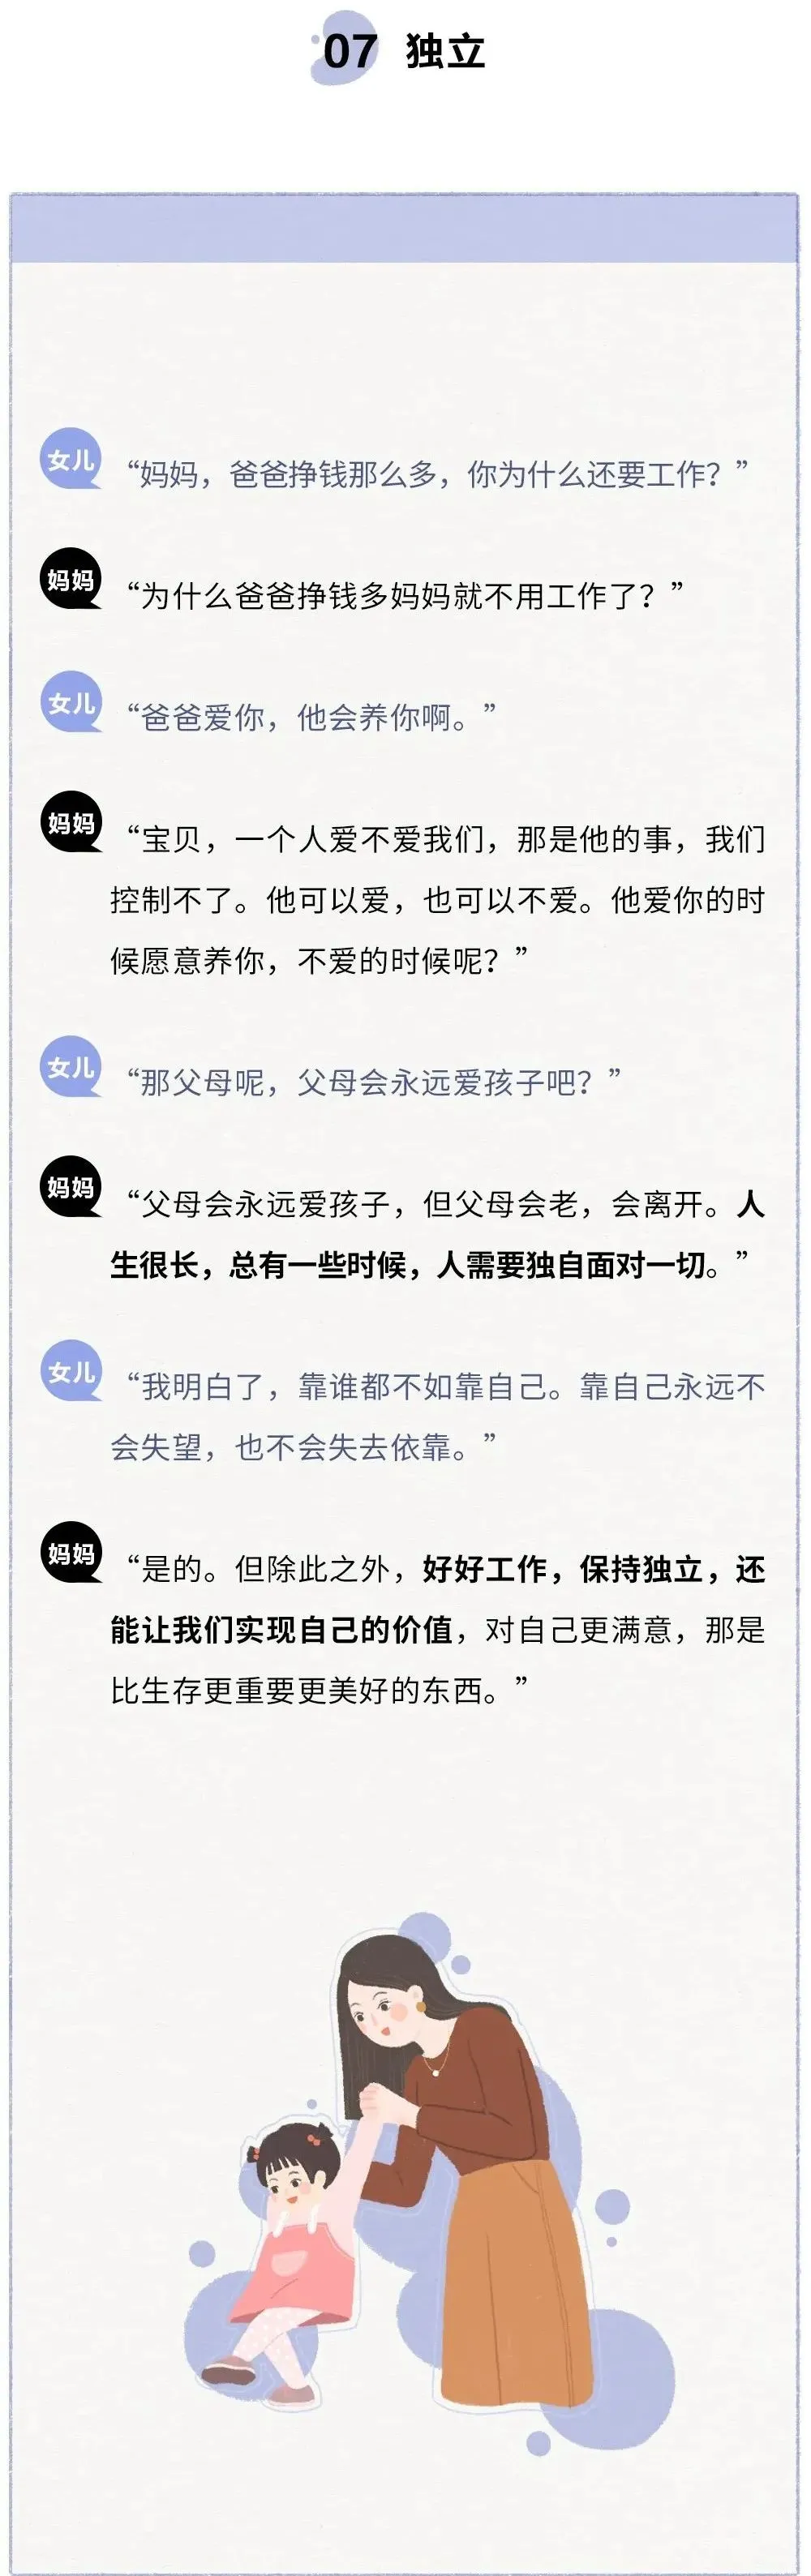 07 独立
女儿
“妈妈，爸爸挣钱那么多，你为什么还要工作？”
妈妈
“为什么爸爸挣钱多妈妈就不用工作了？”
女儿
“爸爸爱你，他会养你啊。”
妈妈
“宝贝，一个人爱不爱我们，那是他的事，我们
控制不了。他可以爱，也可以不爱。他爱你的时
候愿意养你，不爱的时候呢？”
女儿
“那父母呢，父母会永远爱孩子吧？”
妈妈
“父母会永远爱孩子，但父母会老，会离开。人
生很长，总有一些时候，人需要独自面对一切。”
女儿
“我明白了，靠谁都不如靠自己。靠自己永远不
会失望，也不会失去依靠。”
妈妈
“是的。但除此之外，好好工作，保持独立，还
能让我们实现自己的价值，对自己更满意，那是
比生存更重要更美好的东西。”